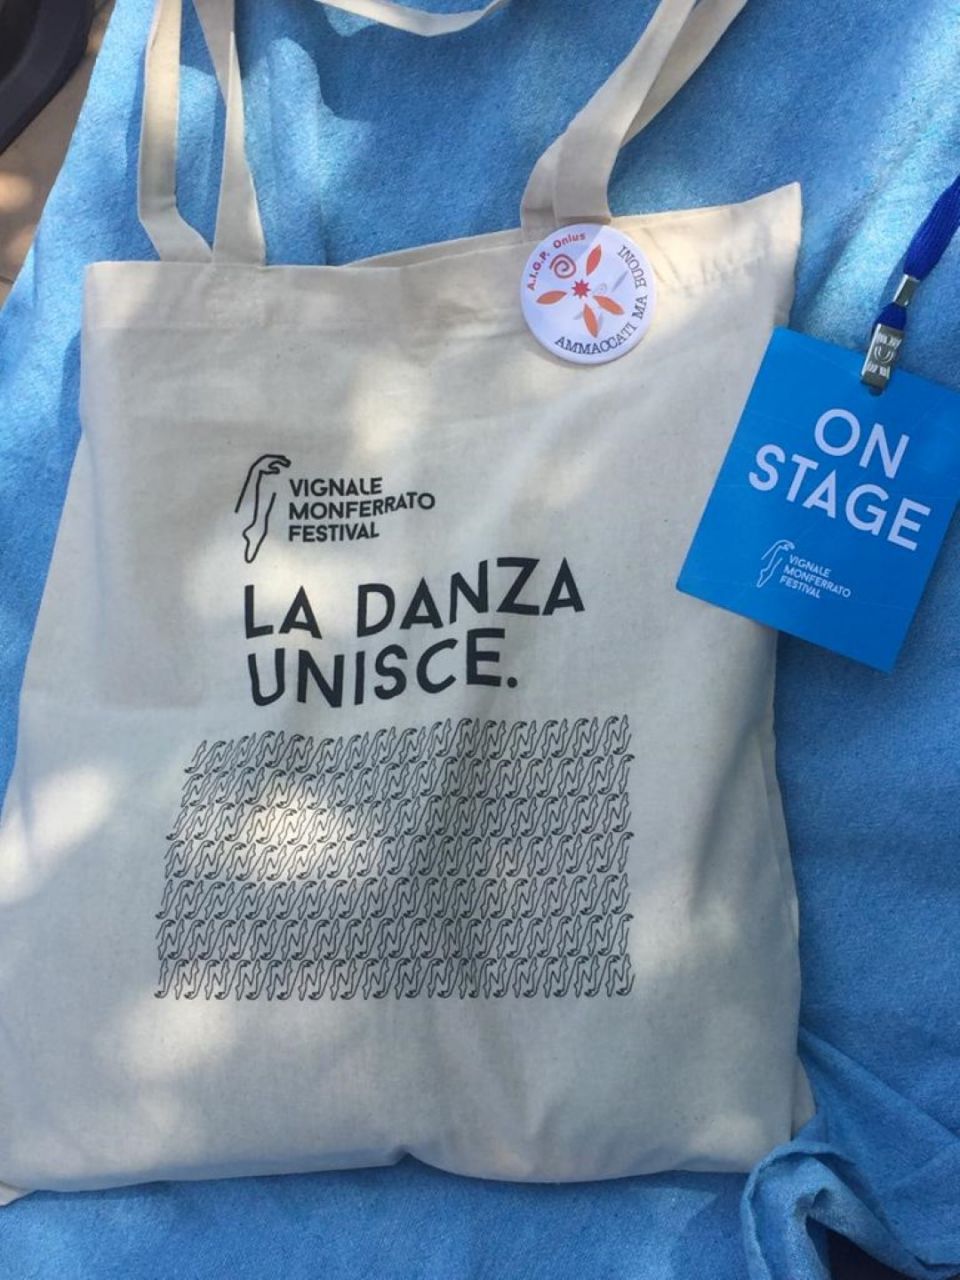 A.I.G.P. Onlus
AMMACCATI MA BUONI
VIGNALE
MONFERRATO
FESTIVAL
LA DANZA
UNISCE.
ON
STAGE
VIGNALE
MONFERRATO
FESTIVAL